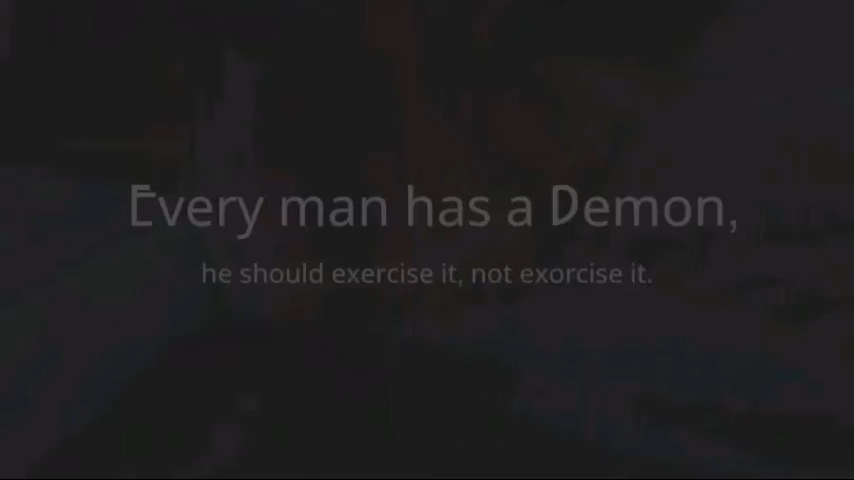 Every man has a Demon,
he should exercise it, not exorcise it.